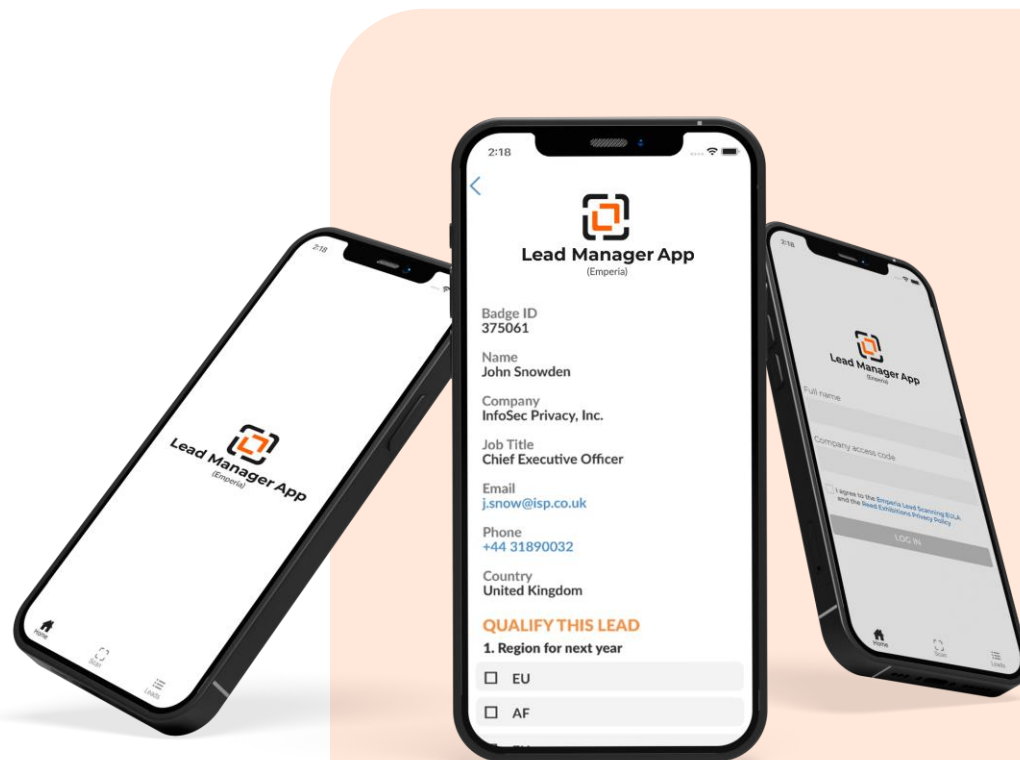 2:18
Lead Manager App
(Emperia)
Home
Scan
Leads
2:18
Lead Manager App
(Emperia)
Badge ID
375061
Name
John Snowden
Company
InfoSec Privacy, Inc.
Job Title
Chief Executive Officer
Email
j.snow@isp.co.uk
Phone
+44 31890032
Country
United Kingdom
QUALIFY THIS LEAD
1. Region for next year
EU
AF
2:18
Lead Manager App
(Emperia)
Full name
Company access code
I agree to the Emperia Lead Scanning EULA
and the Reed Exhibitions Privacy Policy
LOG IN
Home
Scan
Leads